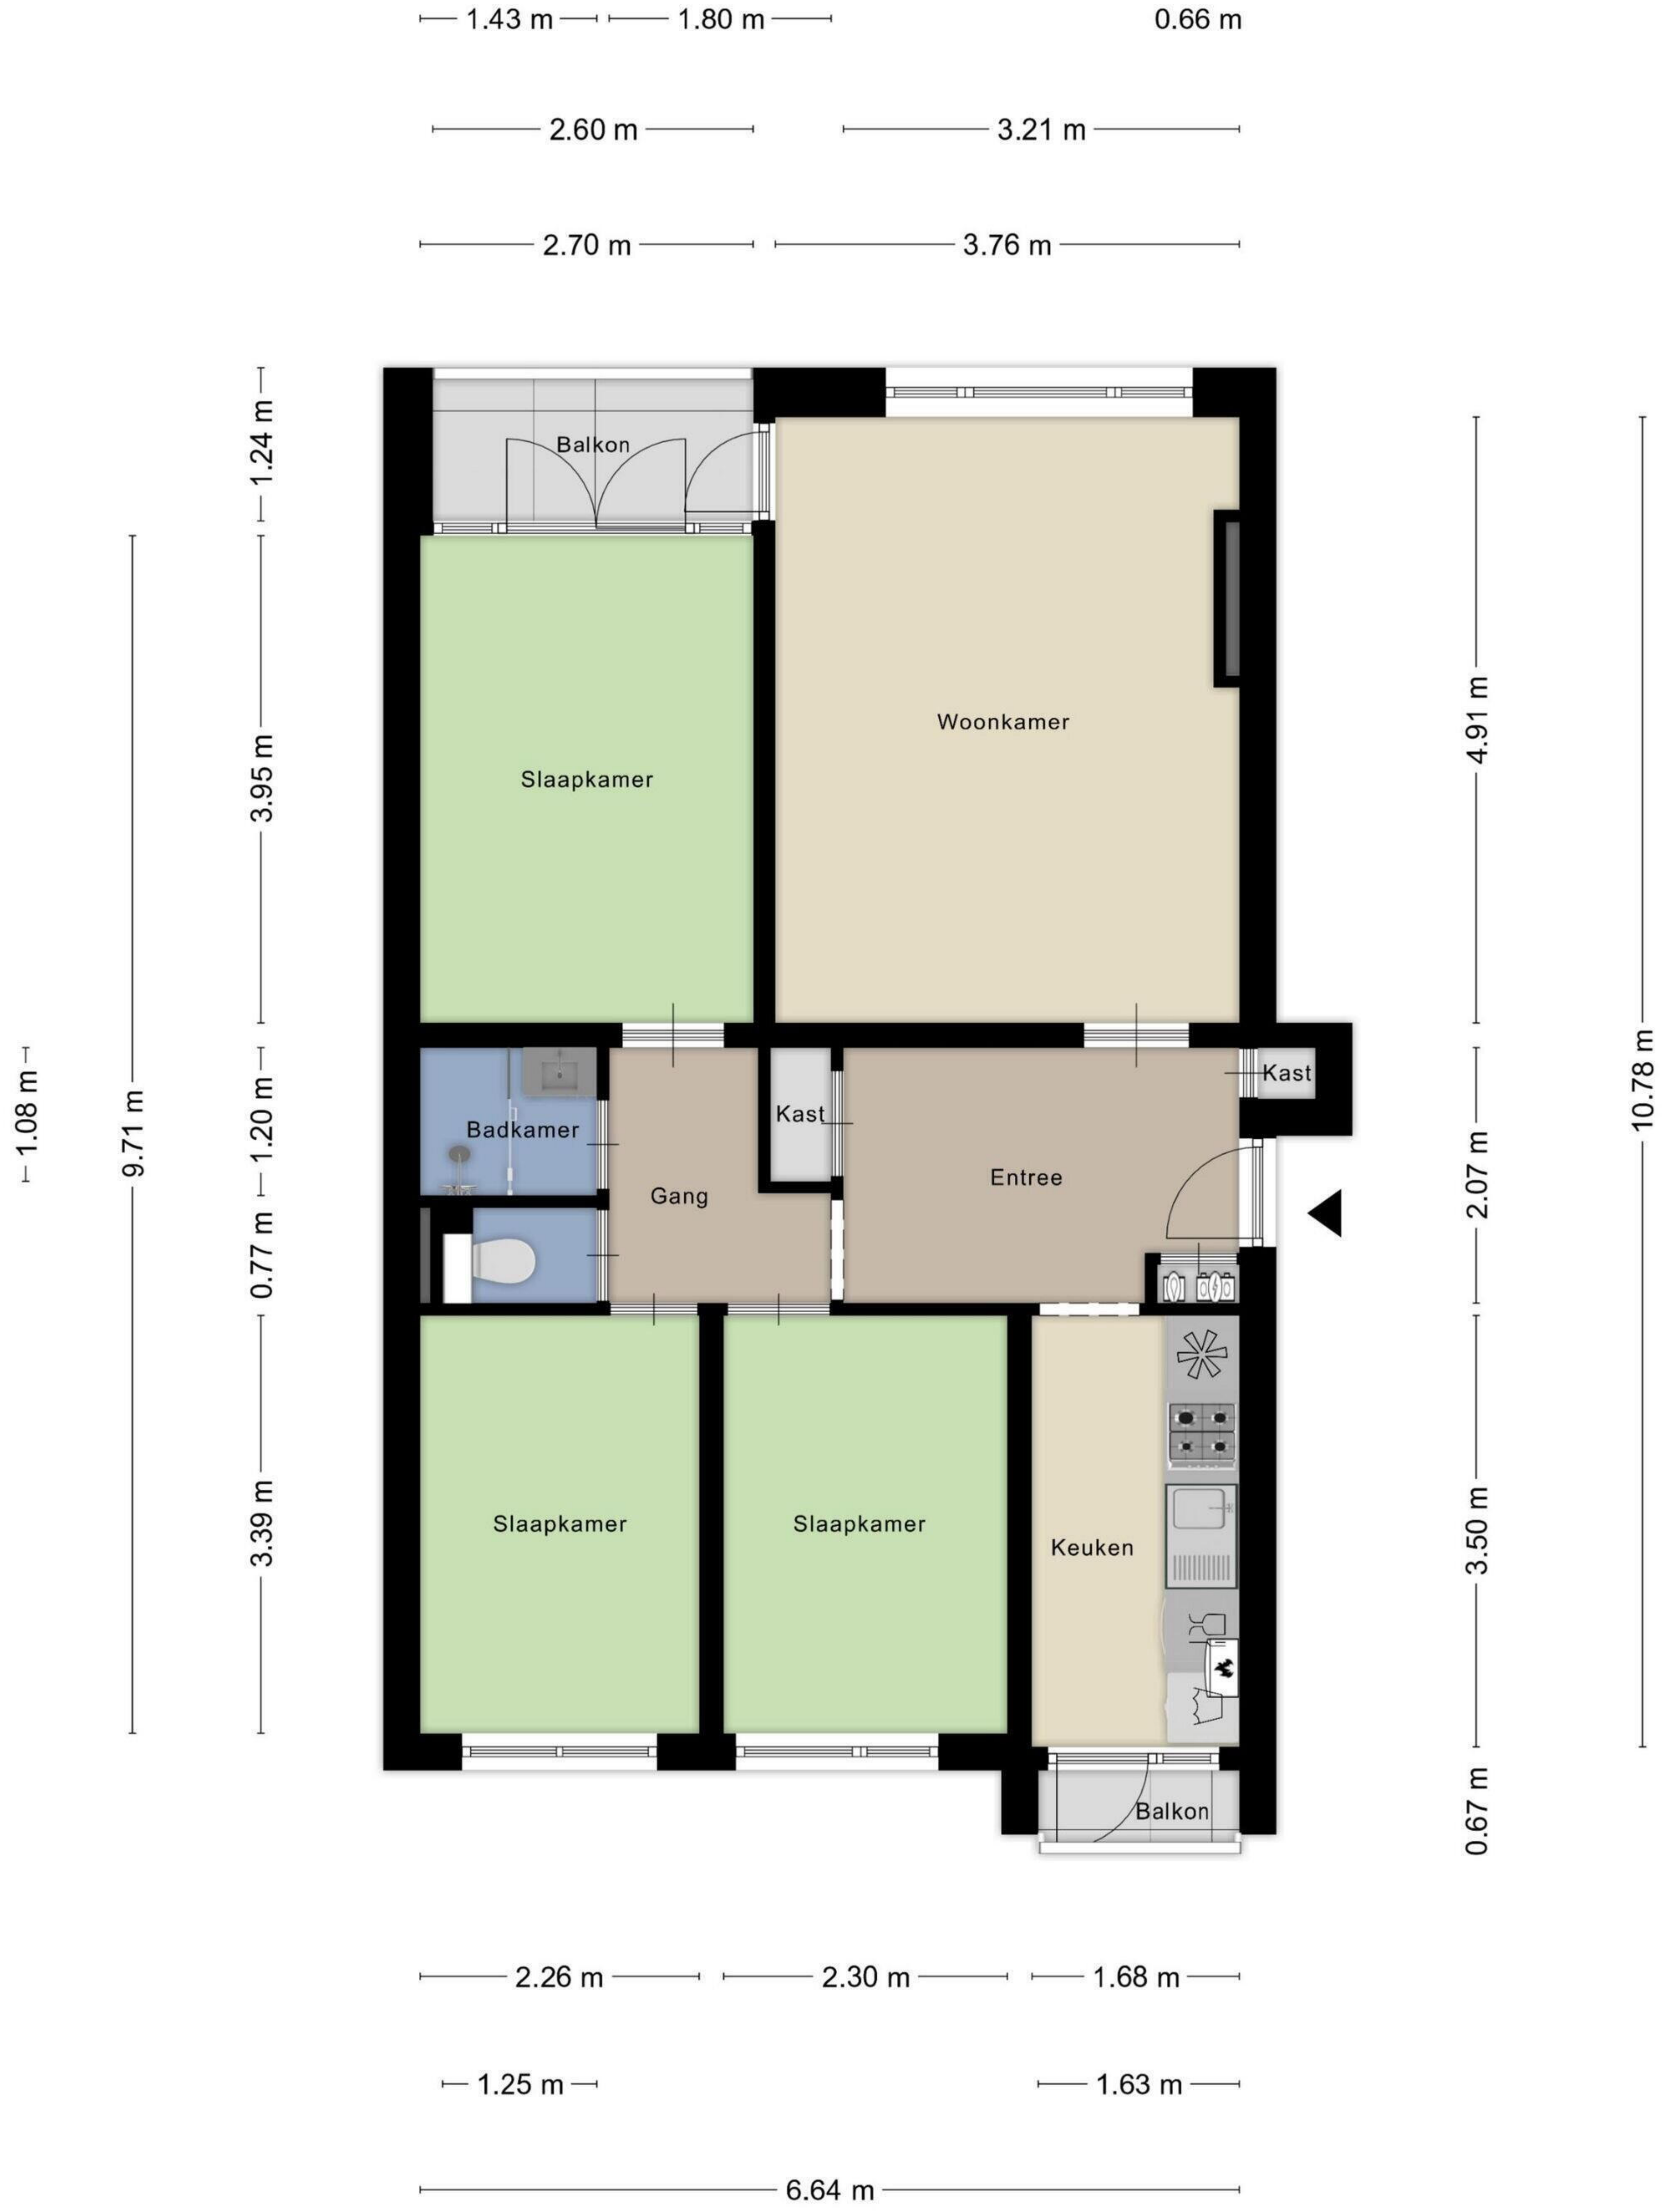 1.43 m 1.80 m 0.66 m
2.60 m 3.21 m
2.70 m 3.76 m
1.24 m
Balkon
3.95 m
4.91 m
Woonkamer
Slaapkamer
1.08 m
9.71 m
1.20 m
10.78 m
Kast
Kast
Badkamer
2.07 m
Entree
Gang
0.77 m
3.39 m
3.50 m
Slaapkamer
Slaapkamer
Keuken
Balkon
0.67 m
2.26 m 2.30 m 1.68 m
1.25 m 1.63 m
6.64 m